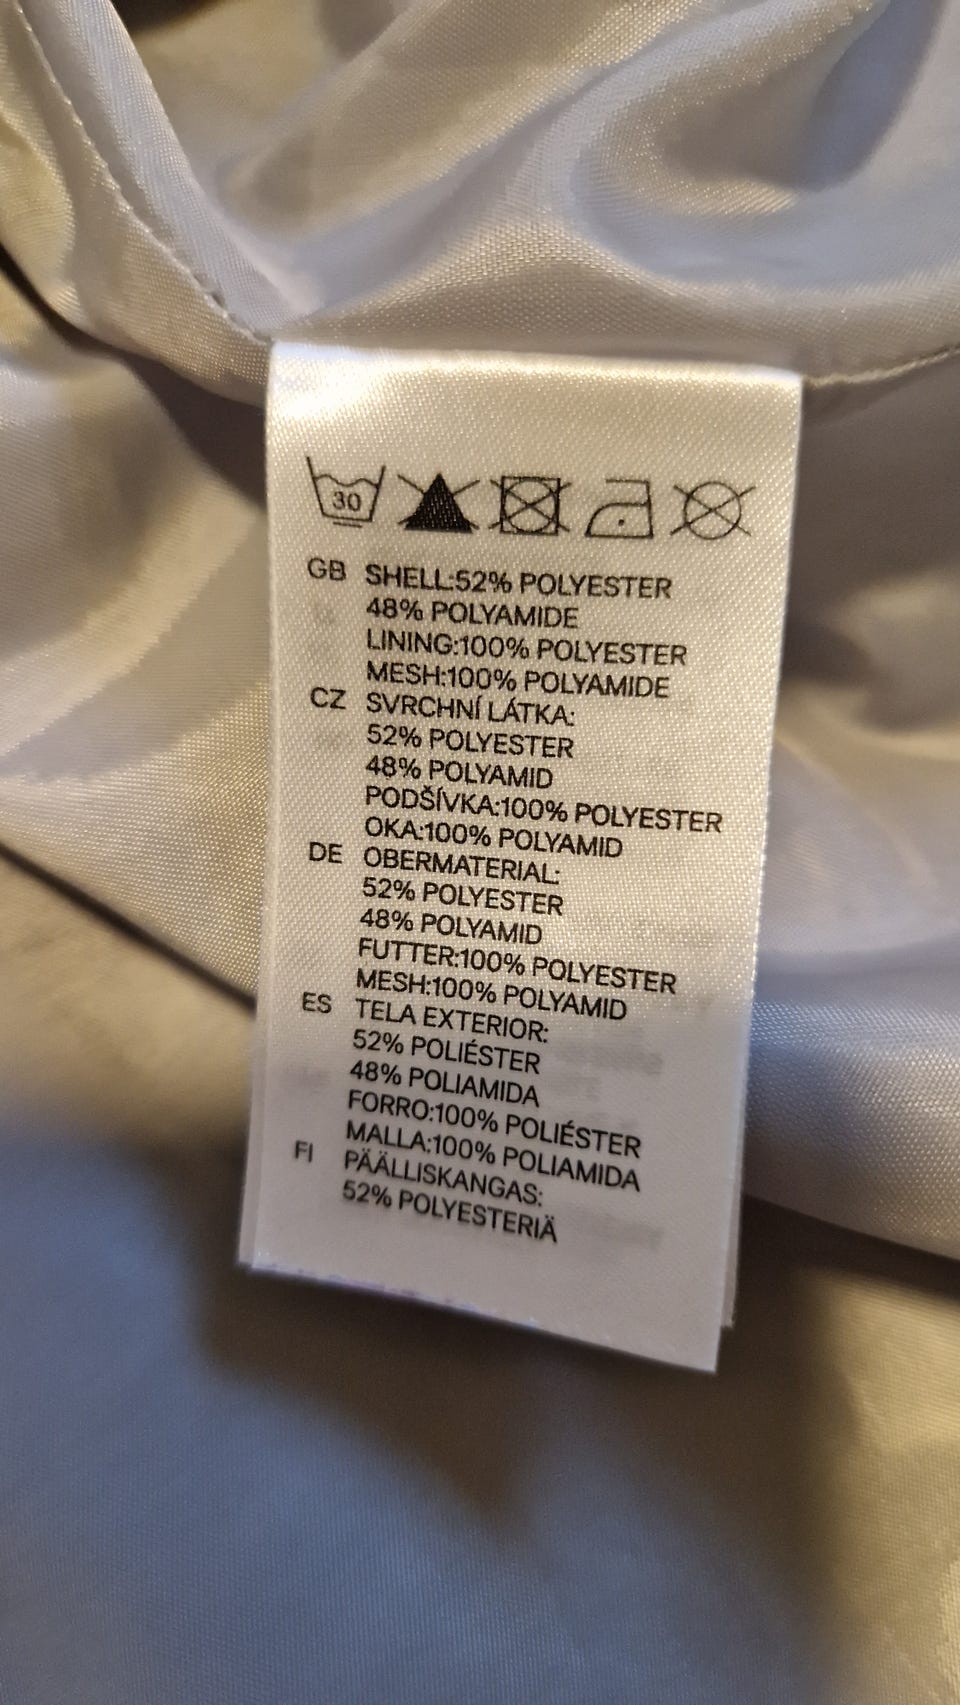 30
GB SHELL:52% POLYESTER
48% POLYAMIDE
LINING:100% POLYESTER
MESH:100% POLYAMIDE
CZ SVRCHNÍ LÁTKA:
52% POLYESTER
48% POLYAMID
PODŠÍVKA:100% POLYESTER
OKA:100% POLYAMID
DE OBERMATERIAL:
52% POLYESTER
48% POLYAMID
FUTTER:100% POLYESTER
MESH:100% POLYAMID
ES TELA EXTERIOR:
52% POLIÉSTER
48% POLIAMIDA
FORRO:100% POLIÉSTER
MALLA:100% POLIAMIDA
FI PÄÄLLISKANGAS:
52% POLYESTERIÄ